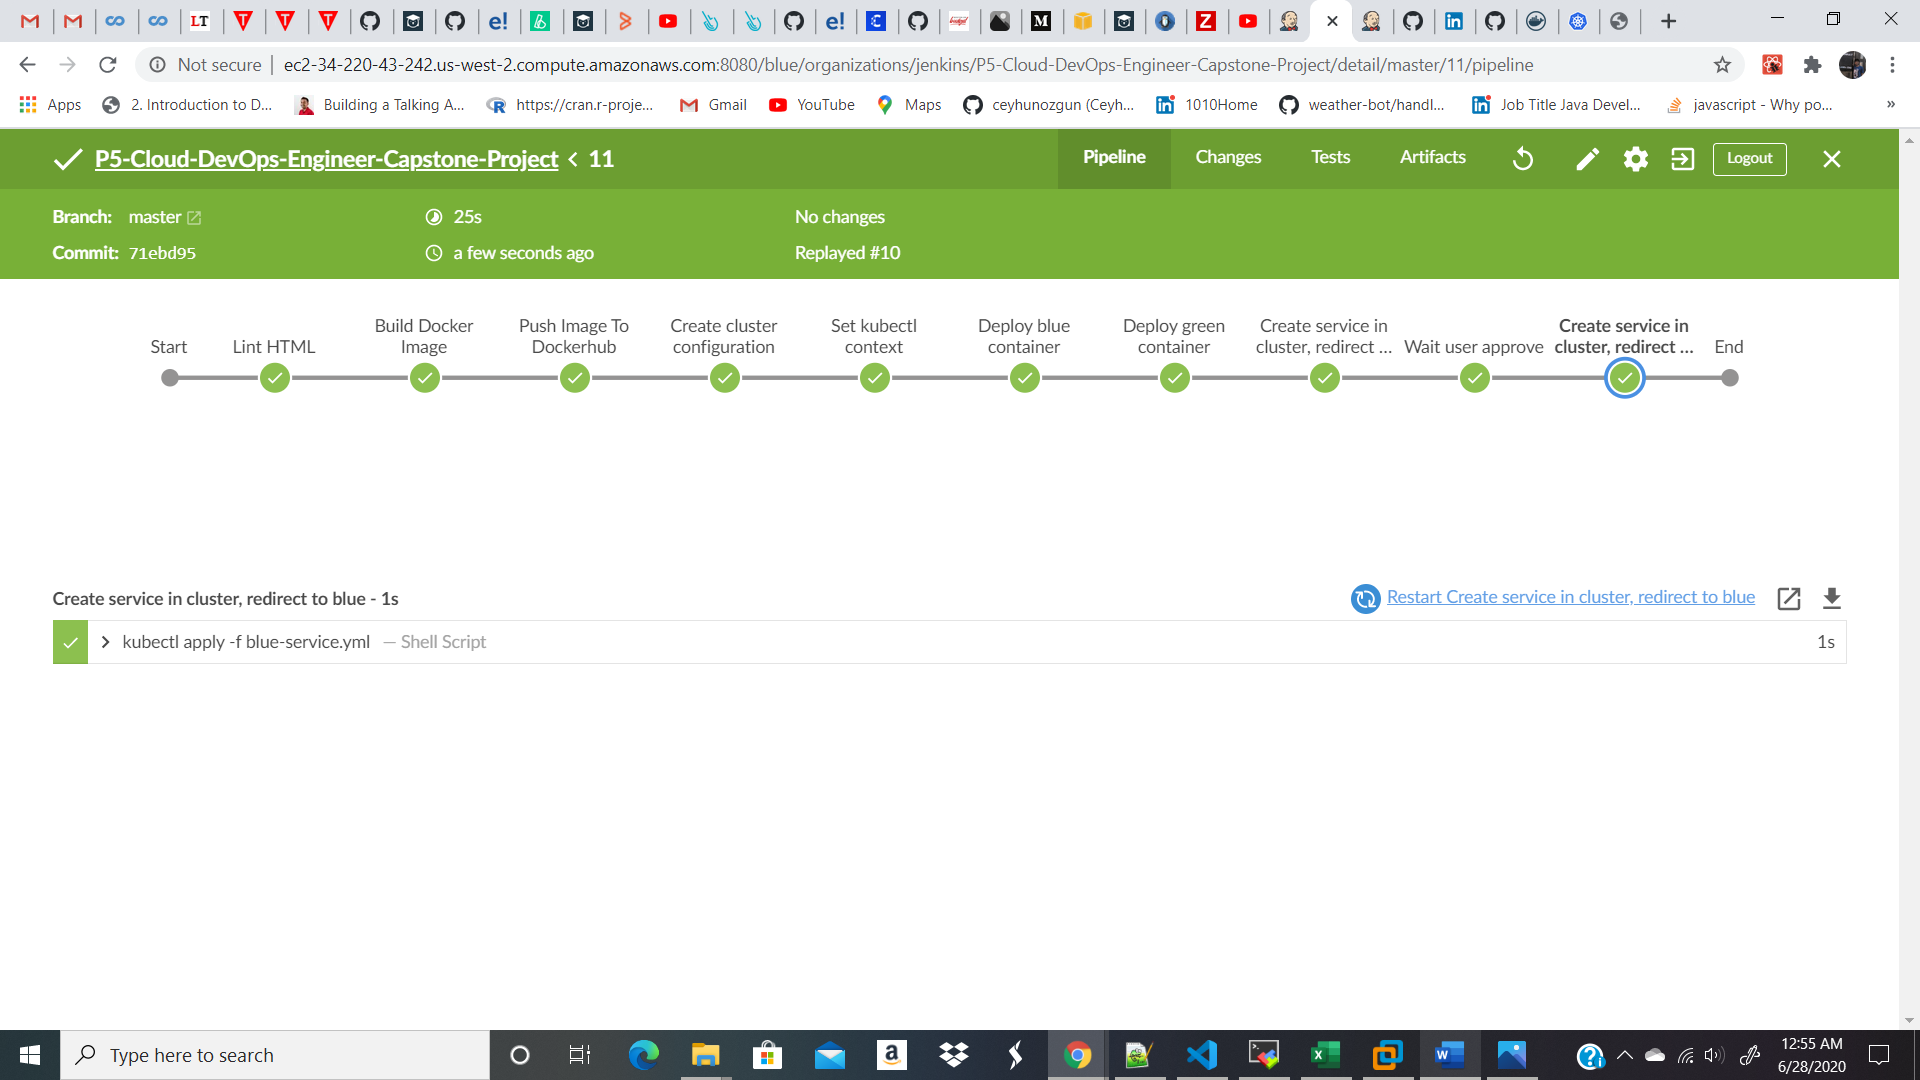 LT
e!
e!
M
Z
Not secure
ec2-34-220-43-242.us-west-2.compute.amazonaws.com:8080/blue/organizations/jenkins/P5-Cloud-DevOps-Engineer-Capstone-Project/detail/master/11/pipeline
Apps
2. Introduction to D...
Building a Talking A...
https://cran.r-proje...
Gmail
YouTube
Maps
ceyhunozgun (Ceyh...
1010Home
weather-bot/handl...
Job Title Java Devel...
javascript - Why po...
»
P5-Cloud-DevOps-Engineer-Capstone-Project < 11
Pipeline
Changes
Tests
Artifacts
Logout
Branch: master
25s
No changes
Commit: 71ebd95
a few seconds ago
Replayed #10
Start
Lint HTML
Build Docker
Image
Push Image To
Dockerhub
Create cluster
configuration
Set kubectl
context
Deploy blue
container
Deploy green
container
Create service in
cluster, redirect ...
Wait user approve
Create service in
cluster, redirect ...
End
Create service in cluster, redirect to blue - 1s
Restart Create service in cluster, redirect to blue
kubectl apply -f blue-service.yml — Shell Script
1s
Type here to search
12:55 AM
6/28/2020